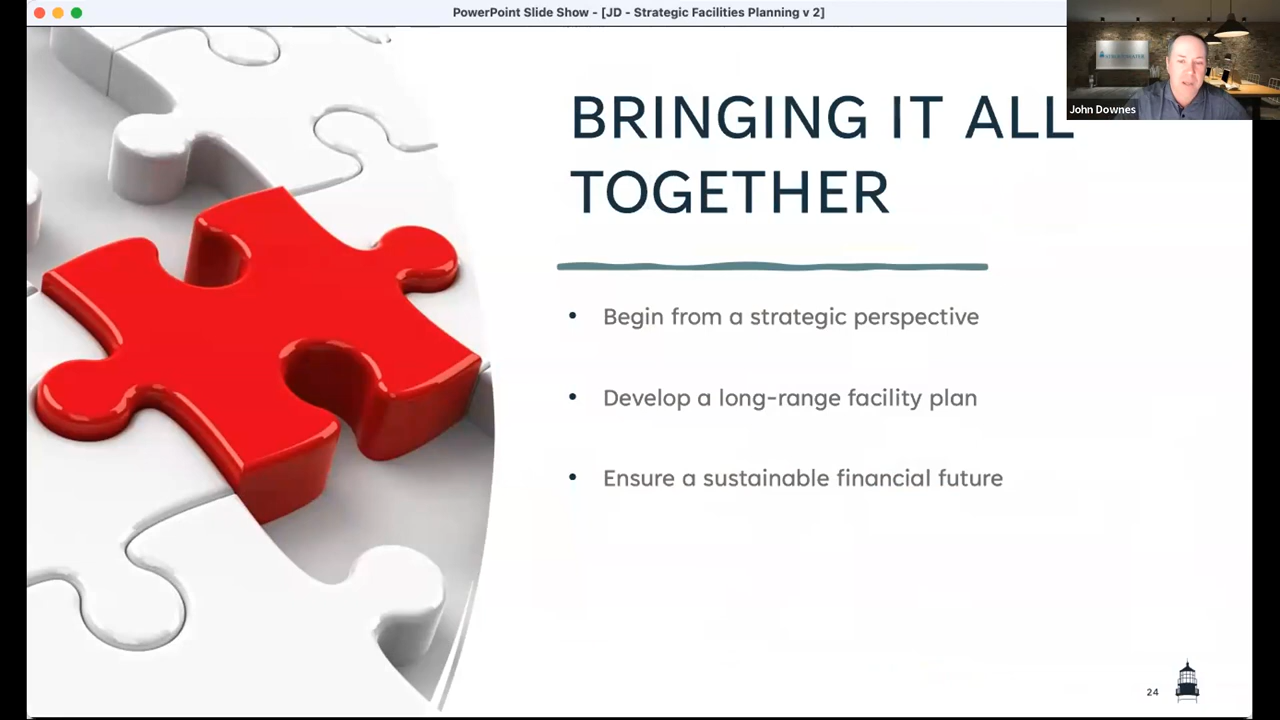 PowerPoint Slide Show - [JD - Strategic Facilities Planning v 2]
John Downes
BRINGING IT ALL
TOGETHER
• Begin from a strategic perspective
• Develop a long-range facility plan
• Ensure a sustainable financial future
24